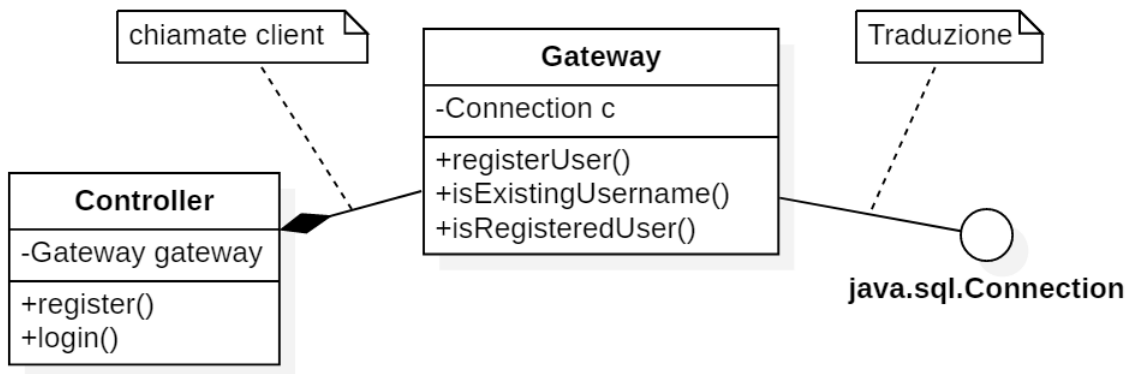 chiamate client
Gateway
Traduzione
-Connection c
+registerUser()
+isExistingUsername()
+isRegisteredUser()
Controller
-Gateway gateway
+register()
+login()
java.sql.Connection